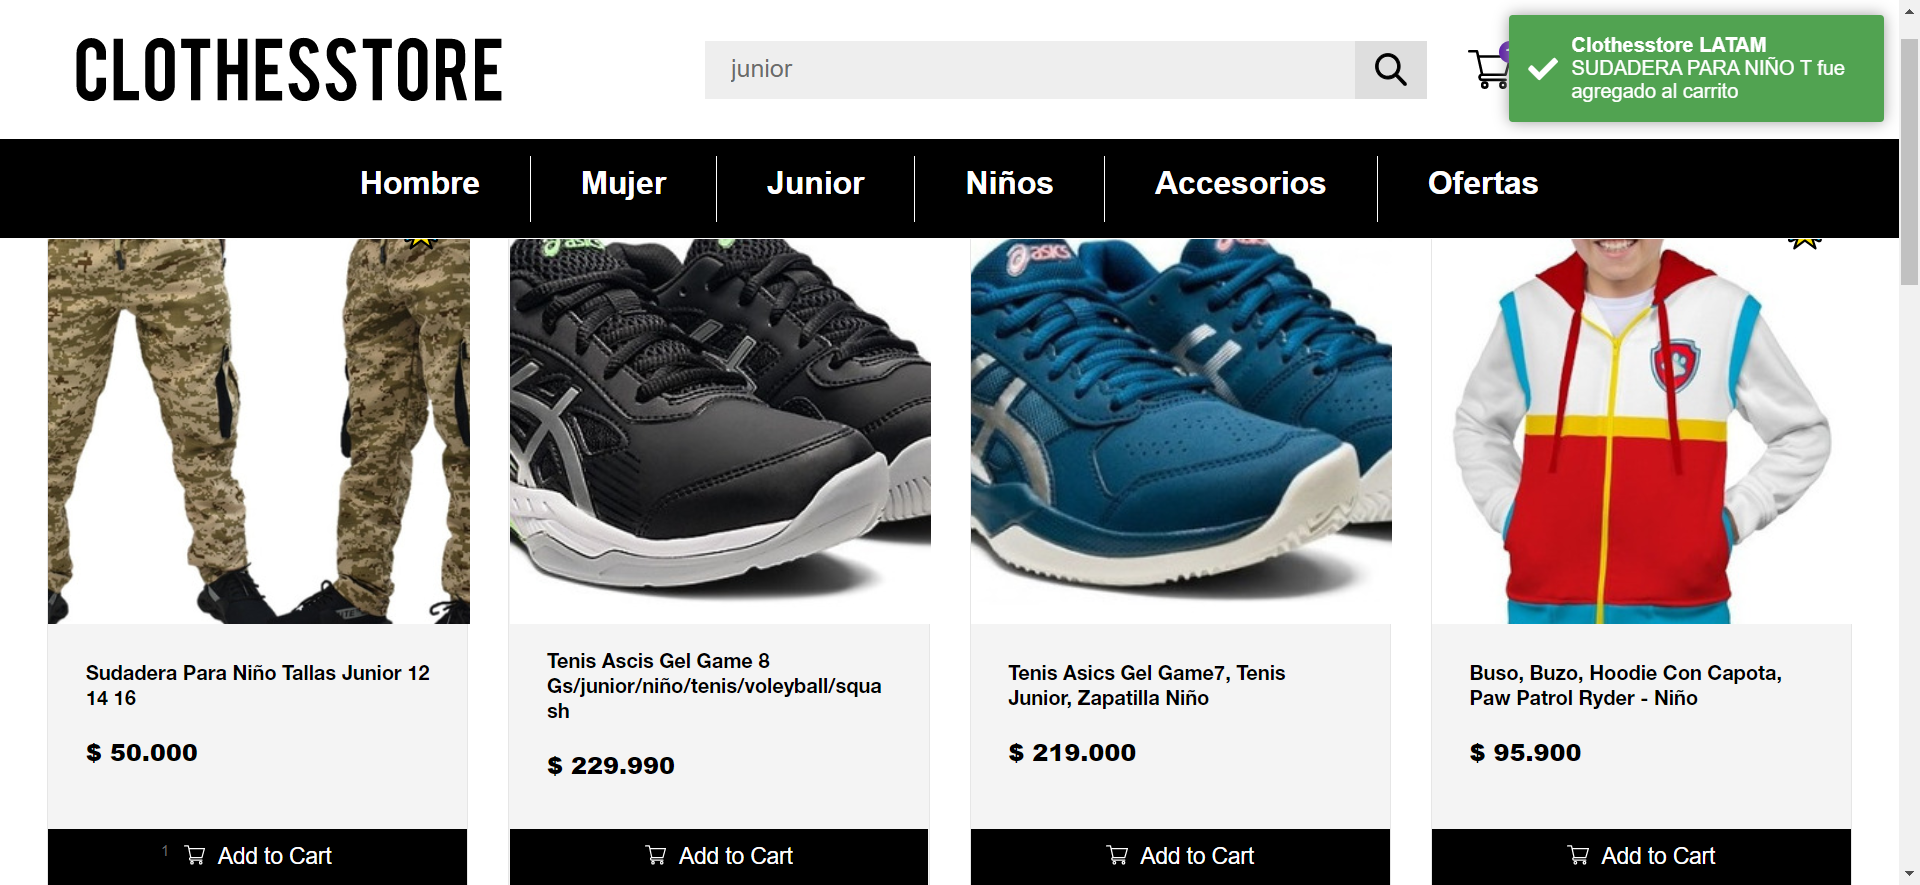 CLOTHESSTORE
junior
Clothesstore LATAM
SUDADERA PARA NIÑO T fue
agregado al carrito
Hombre
Mujer
Junior
Niños
Accesorios
Ofertas
asics
asics
Sudadera Para Niño Tallas Junior 12
14 16
$ 50.000
1 Add to Cart
Tenis Ascis Gel Game 8
Gs/junior/niño/tenis/voleyball/squa
sh
$ 229.990
Add to Cart
Tenis Asics Gel Game7, Tenis
Junior, Zapatilla Niño
$ 219.000
Add to Cart
Buso, Buzo, Hoodie Con Capota,
Paw Patrol Ryder - Niño
$ 95.900
Add to Cart